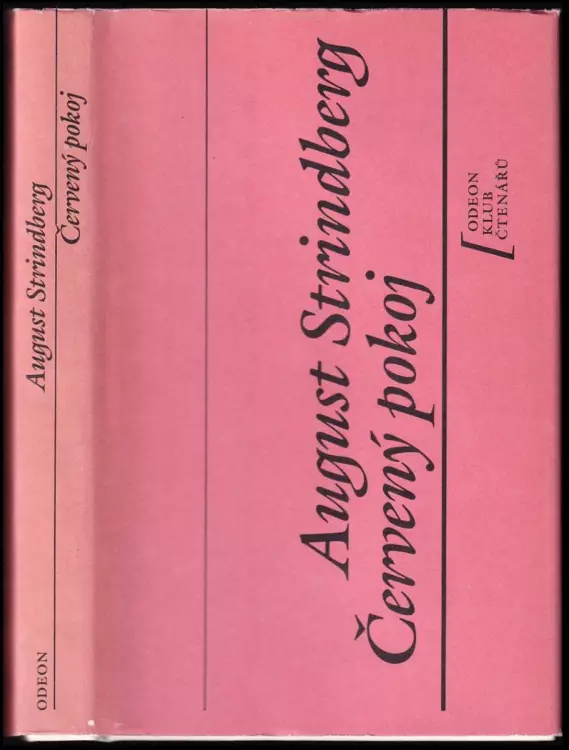 August Strindberg
Červený pokoj
ODEON
August Strindberg
Červený pokoj
ODEON
KLUB
ČTENÁŘŮ